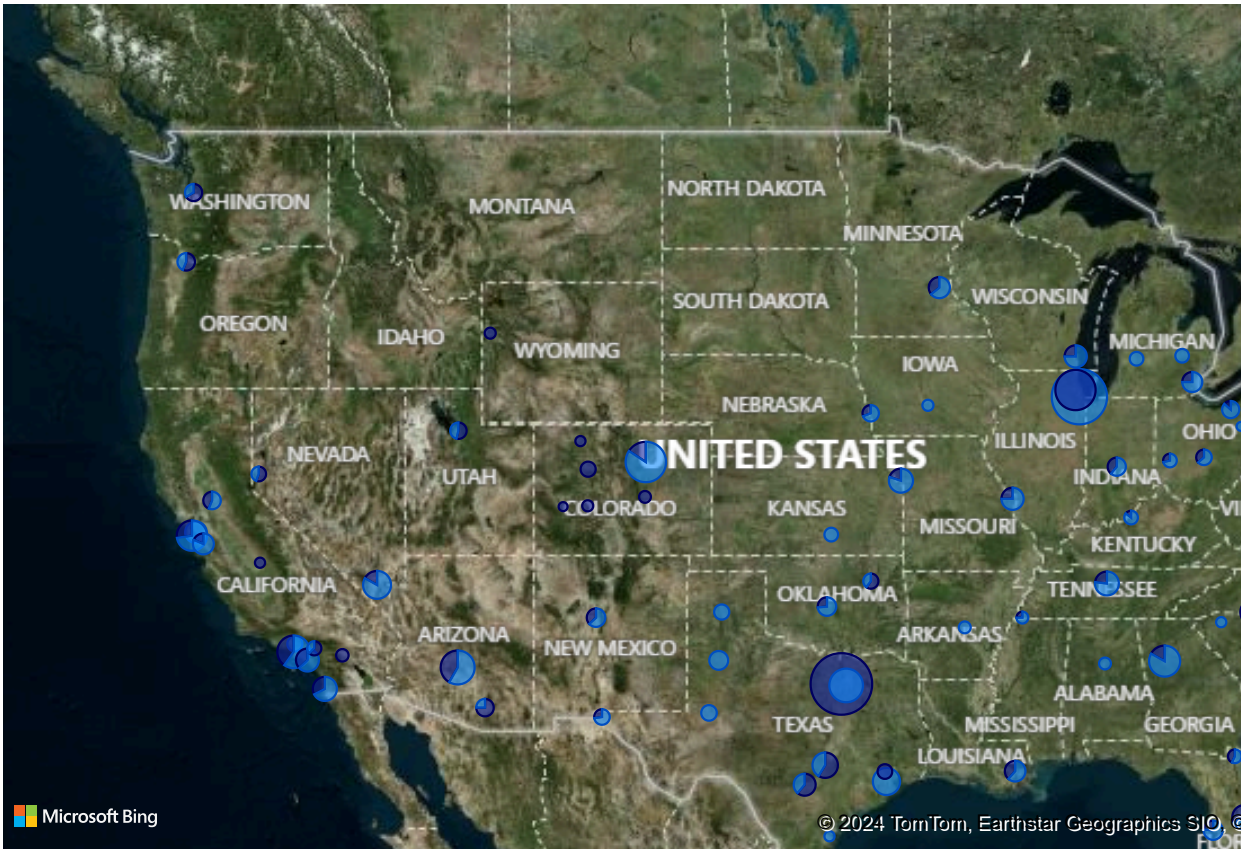 WASHINGTON
NORTH DAKOTA
MONTANA
MINNESOTA
SOUTH DAKOTA
WISCONSIN
OREGON
IDAHO
WYOMING
MICHIGAN
IOWA
NEBRASKA
OHIO
ILLINOIS
NEVADA
UNITED STATES
UTAH
INDIANA
COLORADO
KANSAS
VI
MISSOURI
KENTUCKY
CALIFORNIA
OKLAHOMA
TENNESSEE
ARIZONA
NEW MEXICO
ARKANSAS
ALABAMA
TEXAS
MISSISSIPPI
GEORGIA
LOUISIANA
Microsoft Bing
© 2024 TomTom, Earthstar Geographics SIO, ©
FLOR